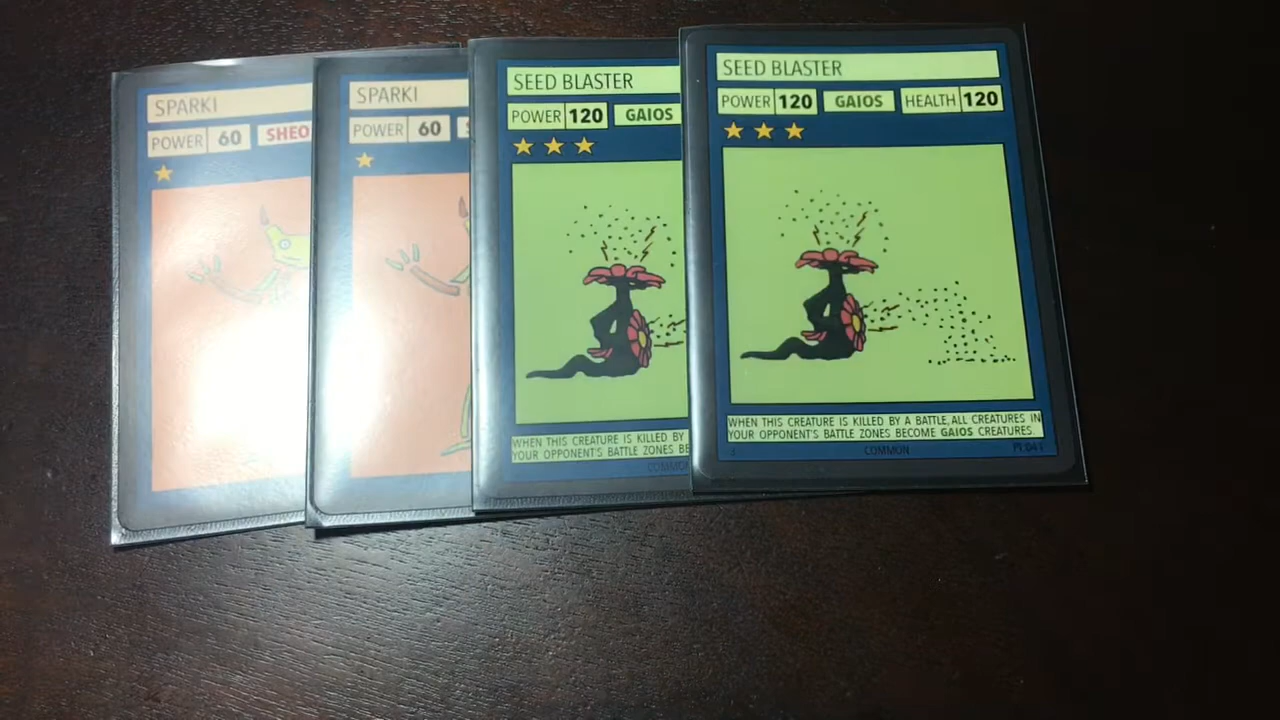 SPARKI
POWER 60 SHEO
SPARKI
POWER 60
SEED BLASTER
POWER 120 GAIOS
WHEN THIS CREATURE IS KILLED BY
YOUR OPPONENT'S BATTLE ZONES BE
COMMON
SEED BLASTER
POWER 120 GAIOS HEALTH 120
WHEN THIS CREATURE IS KILLED BY A BATTLE, ALL CREATURES IN
YOUR OPPONENT'S BATTLE ZONES BECOME GAIOS CREATURES.
COMMON